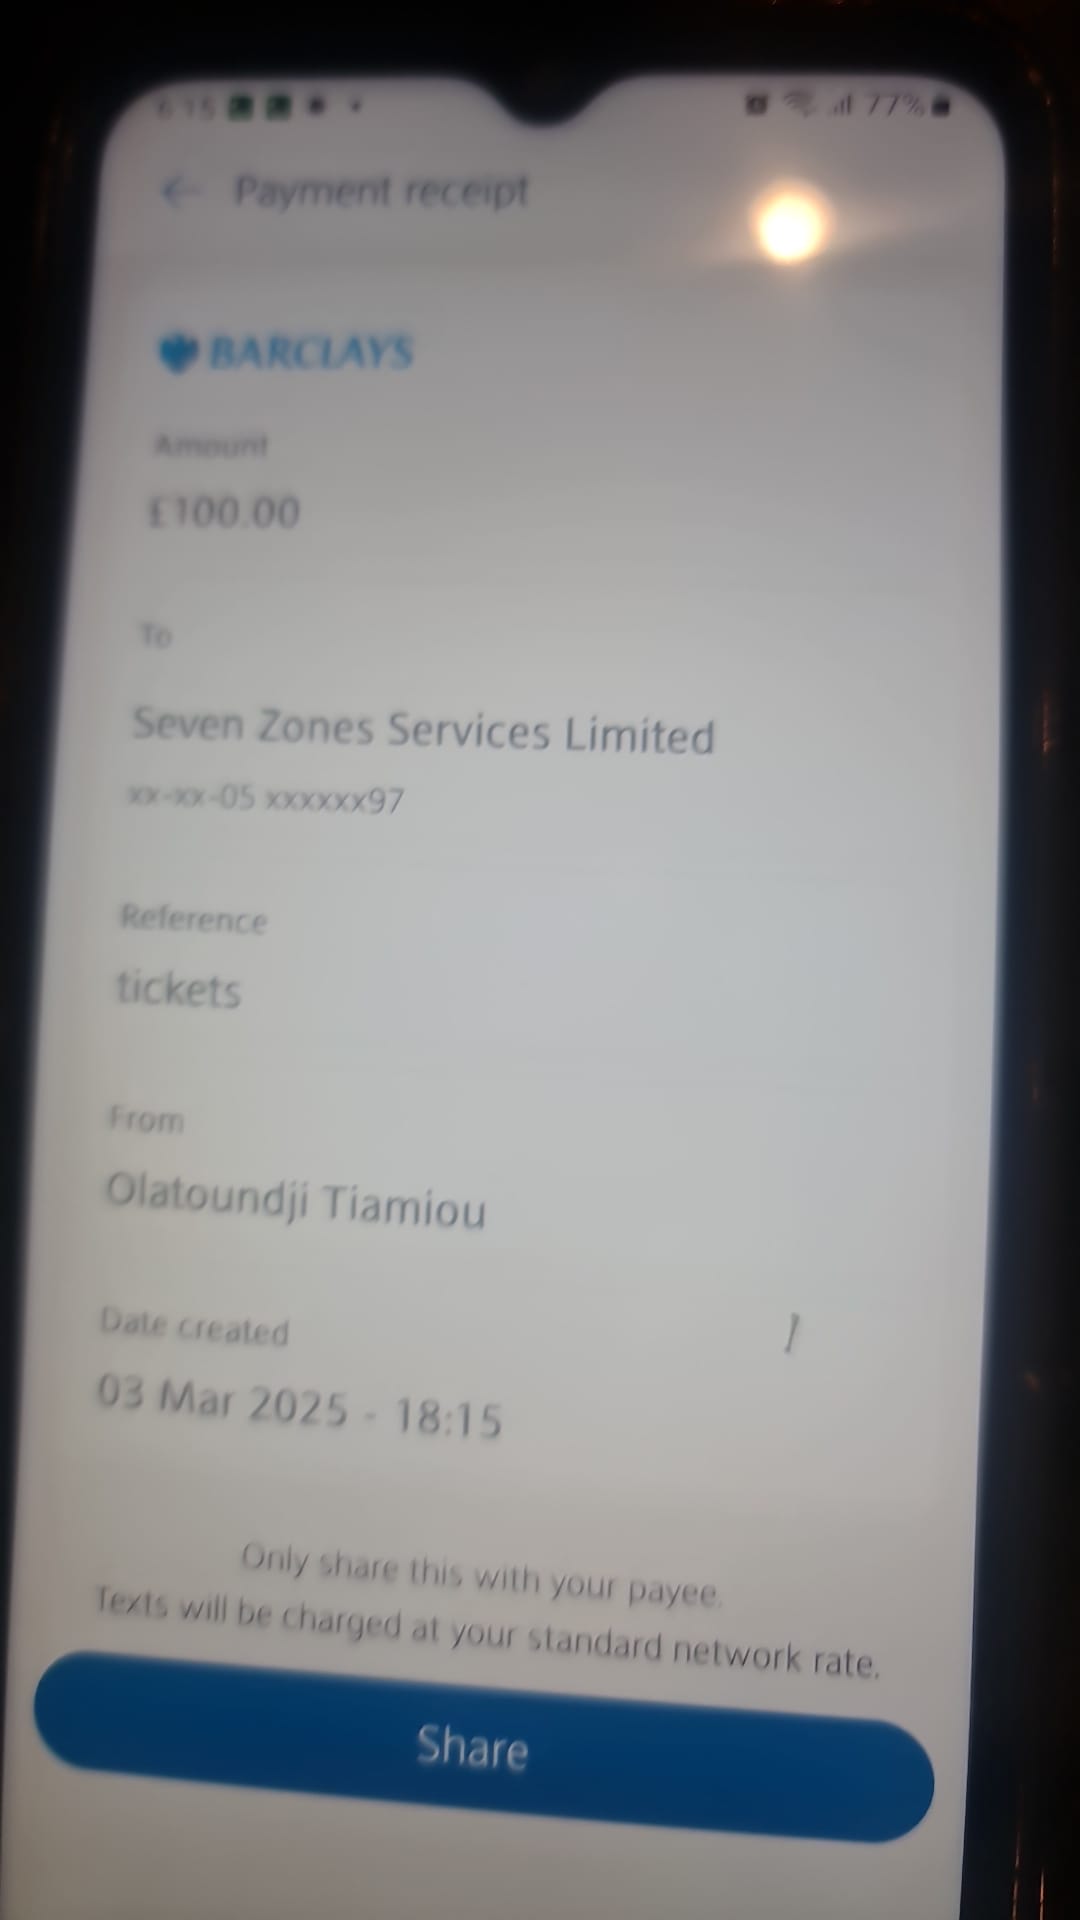 6:15 77%
Payment receipt
BARCLAYS
Amount
£100.00
To
Seven Zones Services Limited
xx-xx-05 xxxxxx97
Reference
tickets
From
Olatoundji Tiamiou
Date created
03 Mar 2025 - 18:15
Only share this with your payee.
Texts will be charged at your standard network rate.
Share